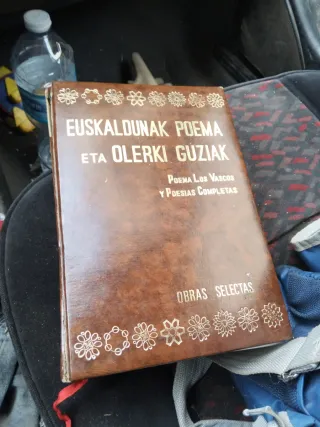 EUSKALDUNAK POEMA
ETA OLERKI GUZIAK
POEMA LOS VASCOS
Y POESIAS COMPLETAS
OBRAS SELECTAS